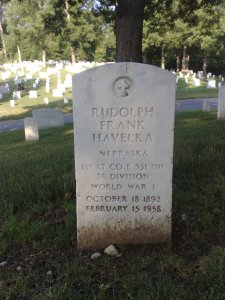 RUDOLPH
FRANK
HAVELKA
NEBRASKA
1ST LT CO F 351 INF
88 DIVISION
WORLD WAR I
OCTOBER 18 1892
FEBRUARY 15 1958